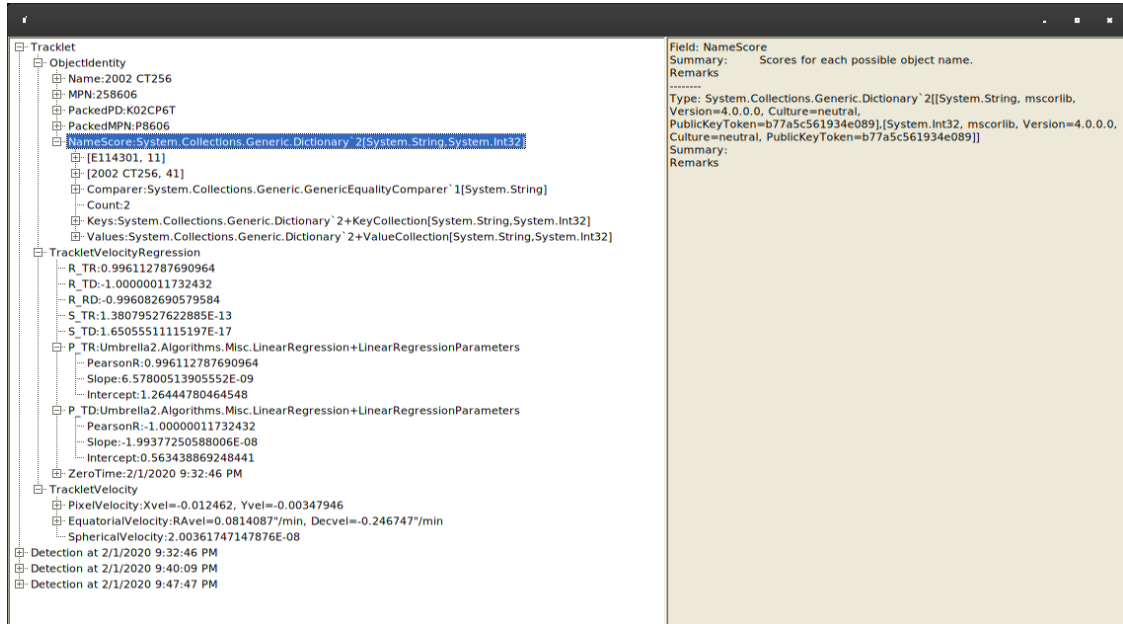 Tracklet
ObjectIdentity
Name:2002 CT256
MPN:258606
PackedPD:K02CP6T
PackedMPN:P8606
NameScore:System.Collections.Generic.Dictionary`2[System.String,System.Int32]
[E114301, 11]
[2002 CT256, 41]
Comparer:System.Collections.Generic.GenericEqualityComparer`1[System.String]
Count:2
Keys:System.Collections.Generic.Dictionary`2+KeyCollection[System.String,System.Int32]
Values:System.Collections.Generic.Dictionary`2+ValueCollection[System.String,System.Int32]
TrackletVelocityRegression
R_TR:0.996112787690964
R_TD:-1.00000011732432
R_RD:-0.996082690579584
S_TR:1.38079527622885E-13
S_TD:1.65055511115197E-17
P_TR:Umbrella2.Algorithms.Misc.LinearRegression+LinearRegressionParameters
PearsonR:0.996112787690964
Slope:6.57800513905552E-09
Intercept:1.26444780464548
P_TD:Umbrella2.Algorithms.Misc.LinearRegression+LinearRegressionParameters
PearsonR:-1.00000011732432
Slope:-1.99377250588006E-08
Intercept:0.563438869248441
ZeroTime:2/1/2020 9:32:46 PM
TrackletVelocity
PixelVelocity:Xvel=-0.012462, Yvel=-0.00347946
EquatorialVelocity:RAvel=0.0814087"/min, Decvel=-0.246747"/min
SphericalVelocity:2.00361747147876E-08
Detection at 2/1/2020 9:32:46 PM
Detection at 2/1/2020 9:40:09 PM
Detection at 2/1/2020 9:47:47 PM
Field: NameScore
Summary: Scores for each possible object name.
Remarks
--------
Type: System.Collections.Generic.Dictionary`2[[System.String, mscorlib,
Version=4.0.0.0, Culture=neutral,
PublicKeyToken=b77a5c561934e089],[System.Int32, mscorlib, Version=4.0.0.0,
Culture=neutral, PublicKeyToken=b77a5c561934e089]]
Summary:
Remarks